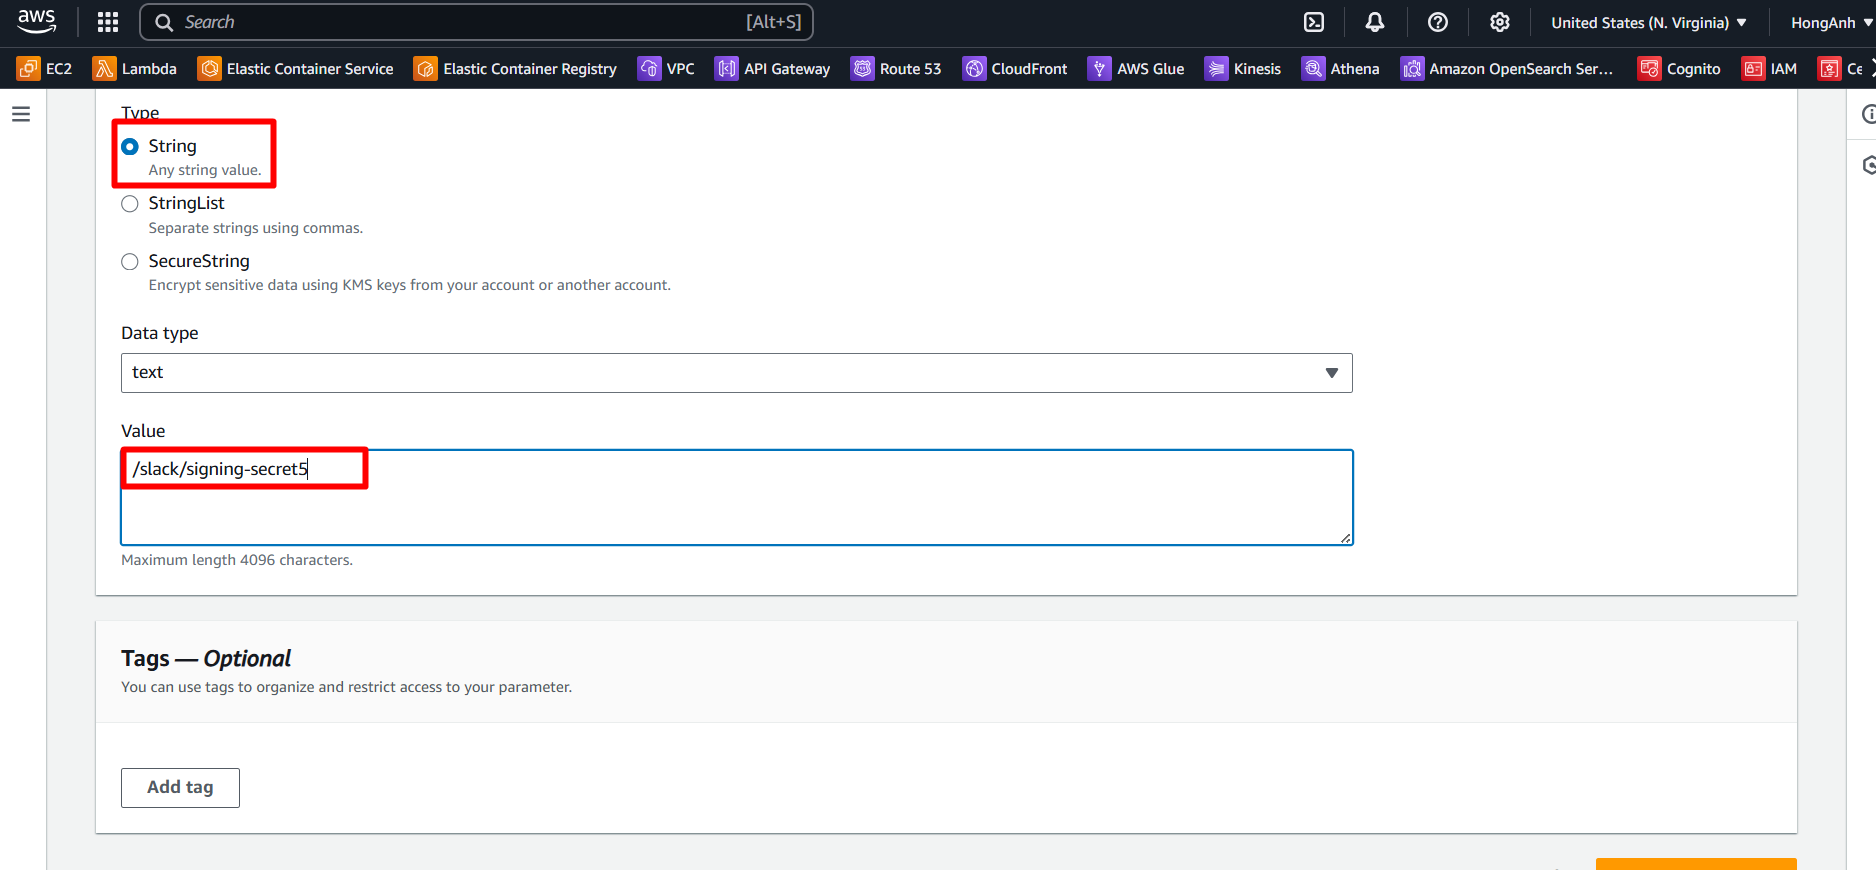 aws Search [Alt+S] United States (N. Virginia) HongAnh
EC2 Lambda Elastic Container Service Elastic Container Registry VPC API Gateway Route 53 CloudFront AWS Glue Kinesis Athena Amazon OpenSearch Ser... Cognito IAM Ce
Type
String
Any string value.
StringList
Separate strings using commas.
SecureString
Encrypt sensitive data using KMS keys from your account or another account.
Data type
text
Value
/slack/signing-secret5
Maximum length 4096 characters.
Tags — Optional
You can use tags to organize and restrict access to your parameter.
Add tag